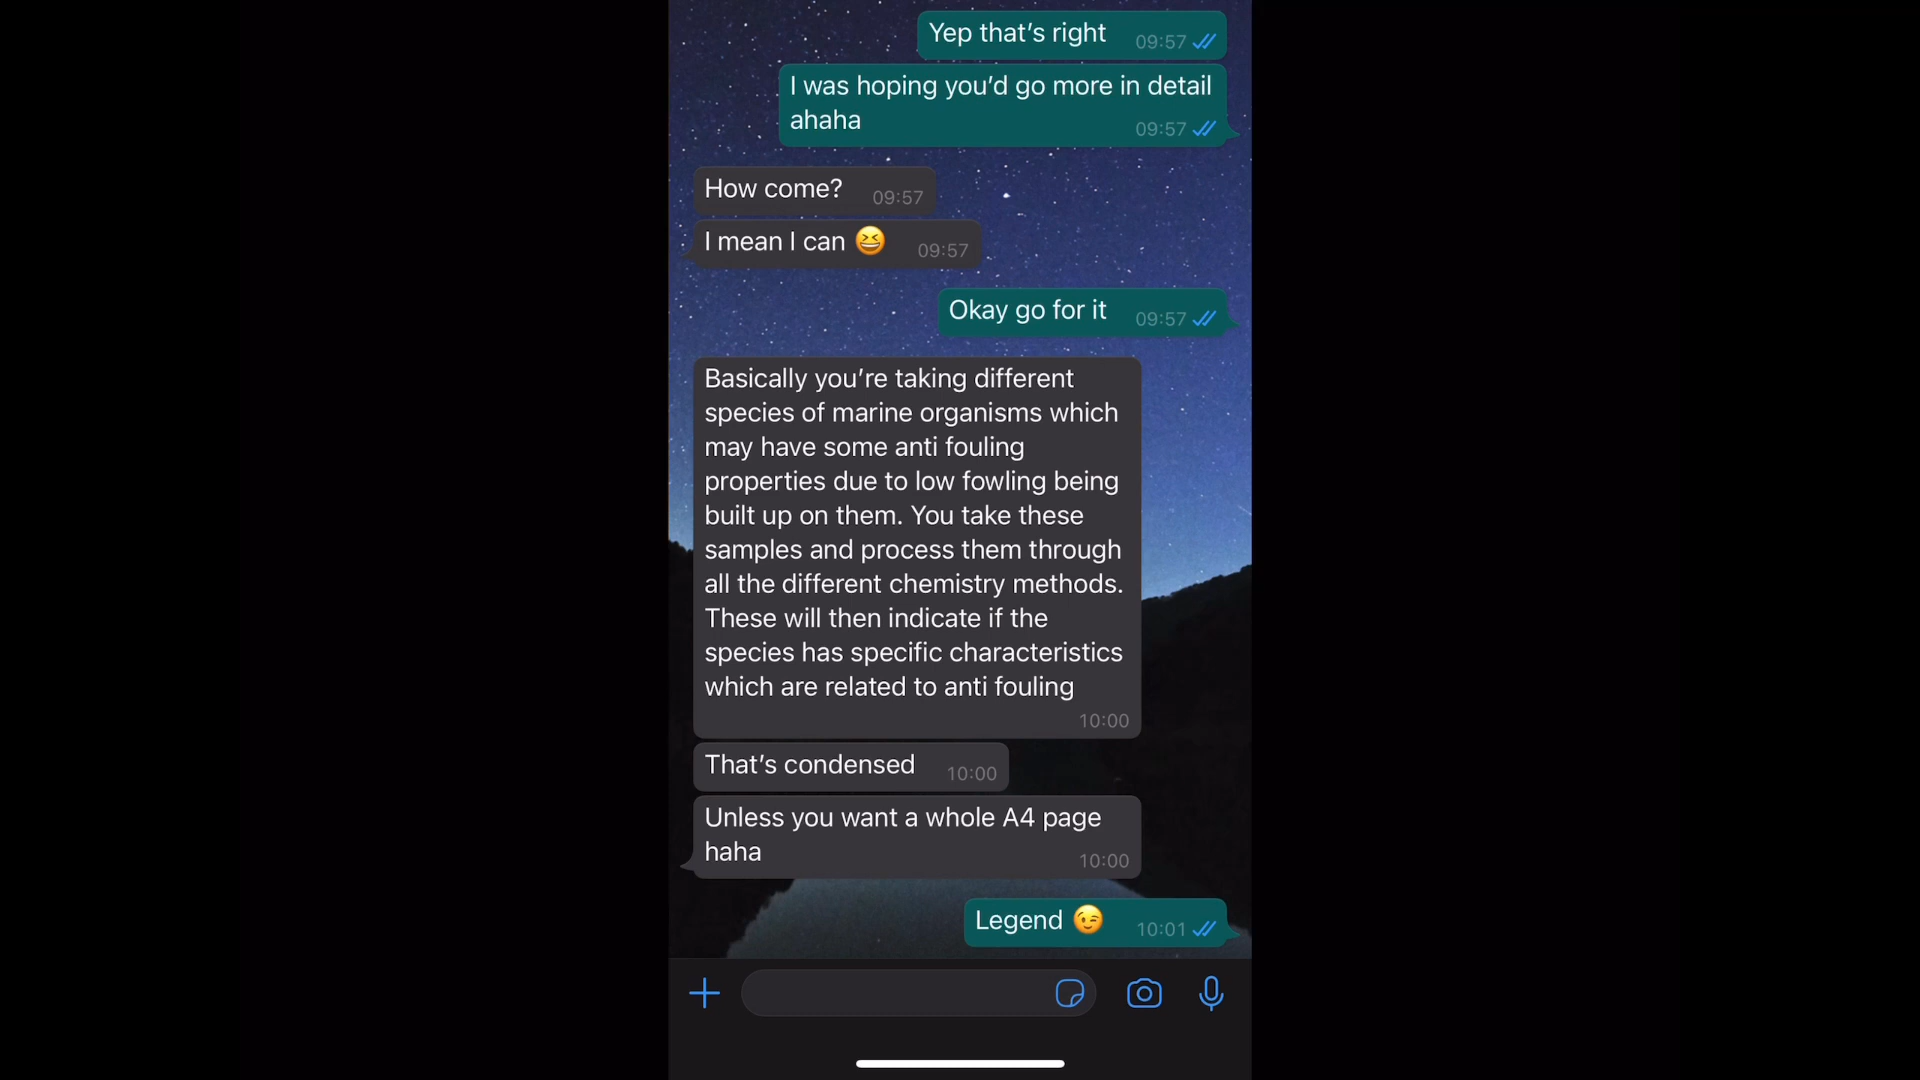 Yep that’s right 09:57
I was hoping you’d go more in detail
ahaha 09:57
How come? 09:57
I mean I can 😆 09:57
Okay go for it 09:57
Basically you’re taking different
species of marine organisms which
may have some anti fouling
properties due to low fowling being
built up on them. You take these
samples and process them through
all the different chemistry methods.
These will then indicate if the
species has specific characteristics
which are related to anti fouling
10:00
That’s condensed 10:00
Unless you want a whole A4 page
haha 10:00
Legend 😉 10:01